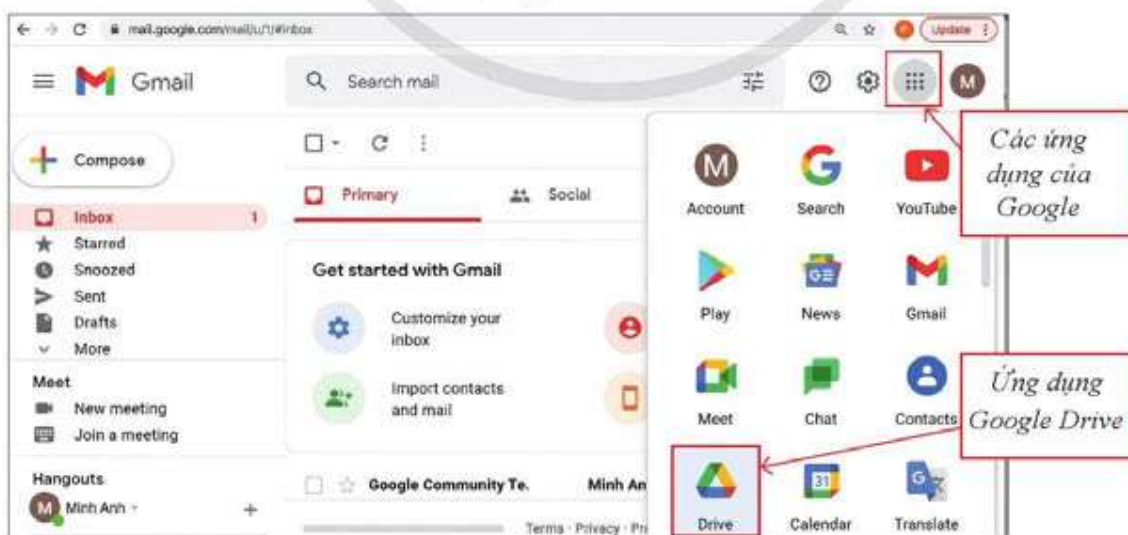 mail.google.com/mail/u/1/#inbox
Update
Gmail
Search mail
M
Compose
Primary
Social
Inbox 1
Starred
Snoozed
Sent
Drafts
More
Meet
New meeting
Join a meeting
Hangouts
M Minh Anh
Get started with Gmail
Customize your
inbox
Import contacts
and mail
Google Community Te. Minh An
Terms · Privacy ·
M
Account
Search
YouTube
Play
News
Gmail
Meet
Chat
Contacts
Drive
31
Calendar
Translate
Các ứng
dụng của
Google
Ứng dụng
Google Drive